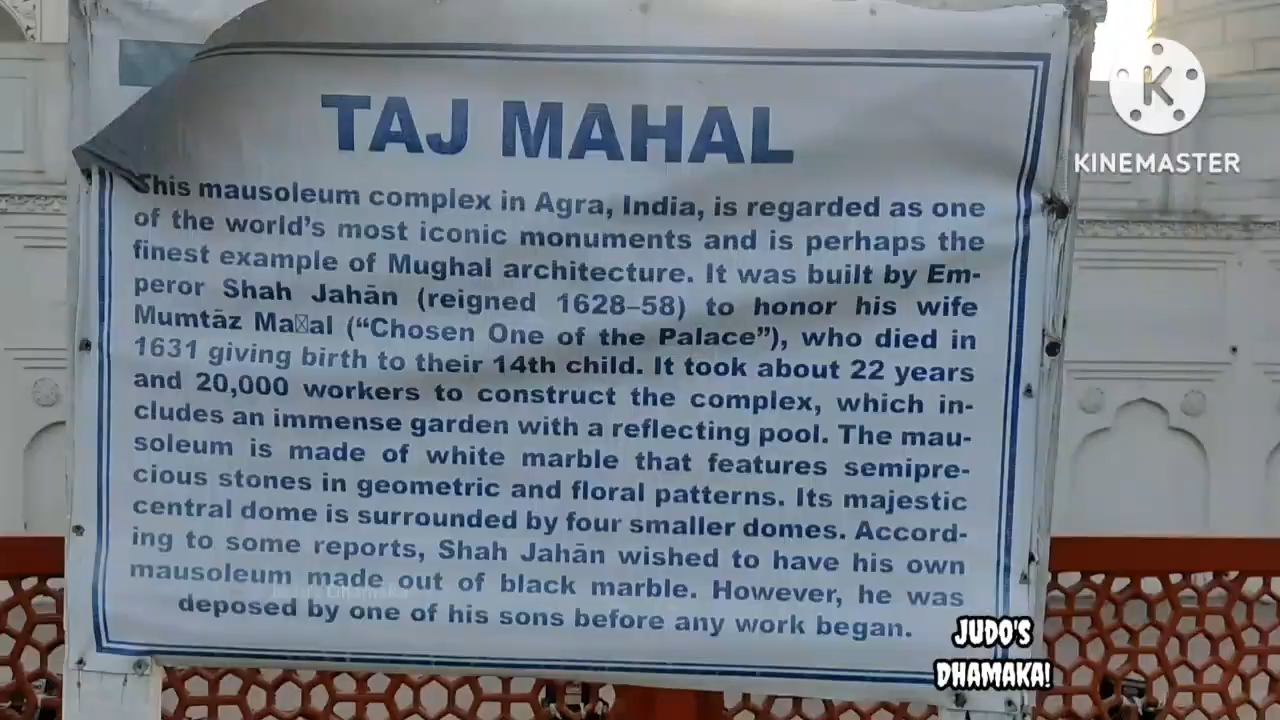 TAJ MAHAL
This mausoleum complex in Agra, India, is regarded as one
of the world's most iconic monuments and is perhaps the
finest example of Mughal architecture. It was built by Em-
peror Shah Jahān (reigned 1628–58) to honor his wife
Mumtāz Ma▯al (“Chosen One of the Palace”), who died in
1631 giving birth to their 14th child. It took about 22 years
and 20,000 workers to construct the complex, which in-
cludes an immense garden with a reflecting pool. The mau-
soleum is made of white marble that features semipre-
cious stones in geometric and floral patterns. Its majestic
central dome is surrounded by four smaller domes. Accord-
ing to some reports, Shah Jahān wished to have his own
mausoleum made out of black marble. However, he was
deposed by one of his sons before any work began.
K
KINEMASTER
JUDO'S
DHAMAKA!